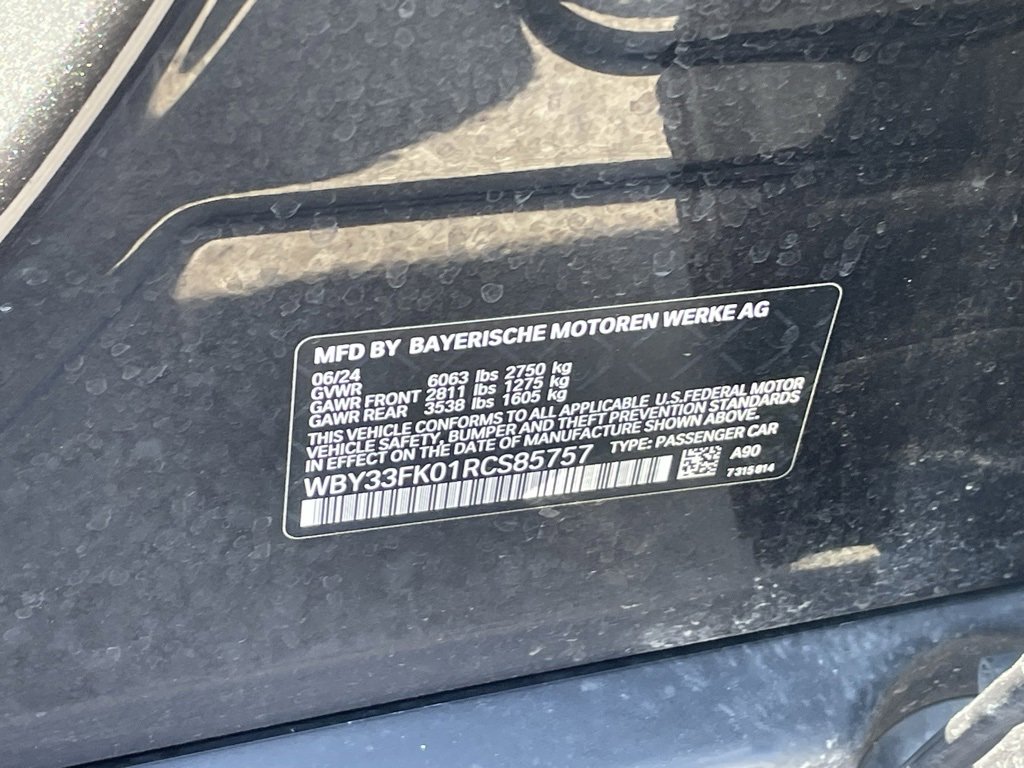 MFD BY BAYERISCHE MOTOREN WERKE AG
06/24
GVWR 6063 lbs 2750 kg
GAWR FRONT 2811 lbs 1275 kg
GAWR REAR 3538 lbs 1605 kg
THIS VEHICLE CONFORMS TO ALL APPLICABLE U.S.FEDERAL MOTOR
VEHICLE SAFETY, BUMPER AND THEFT PREVENTION STANDARDS
IN EFFECT ON THE DATE OF MANUFACTURE SHOWN ABOVE.
WBY33FK01RCS85757 TYPE: PASSENGER CAR
A90
7315814